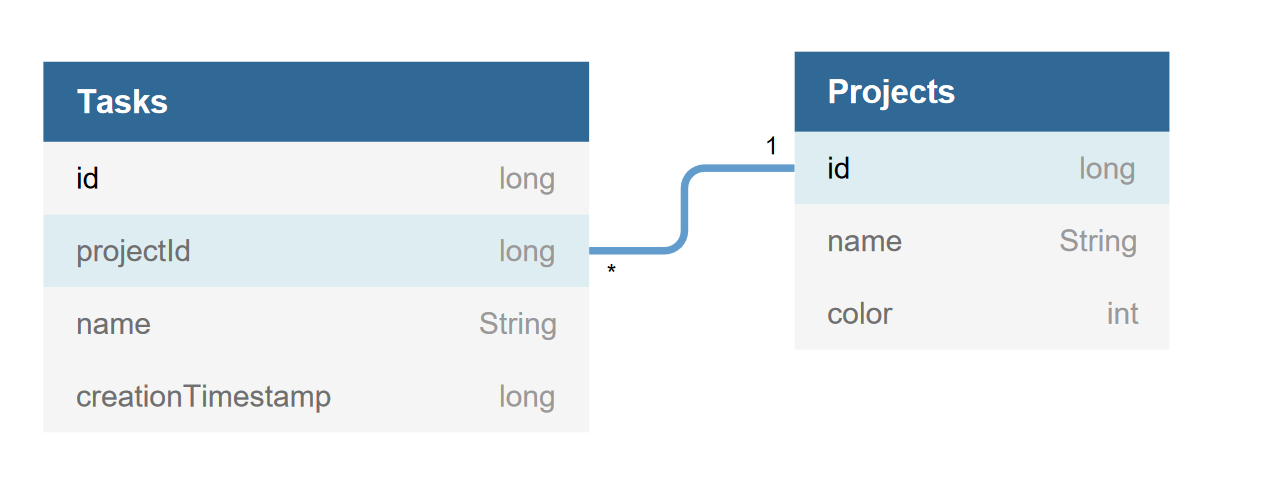 Tasks
id long
projectId long
name String
creationTimestamp long
*
1
Projects
id long
name String
color int